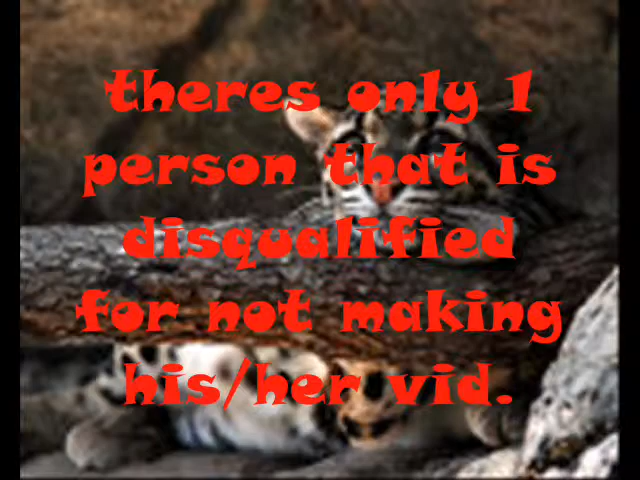 theres only 1
person that is
disqualified
for not making
his/her vid.